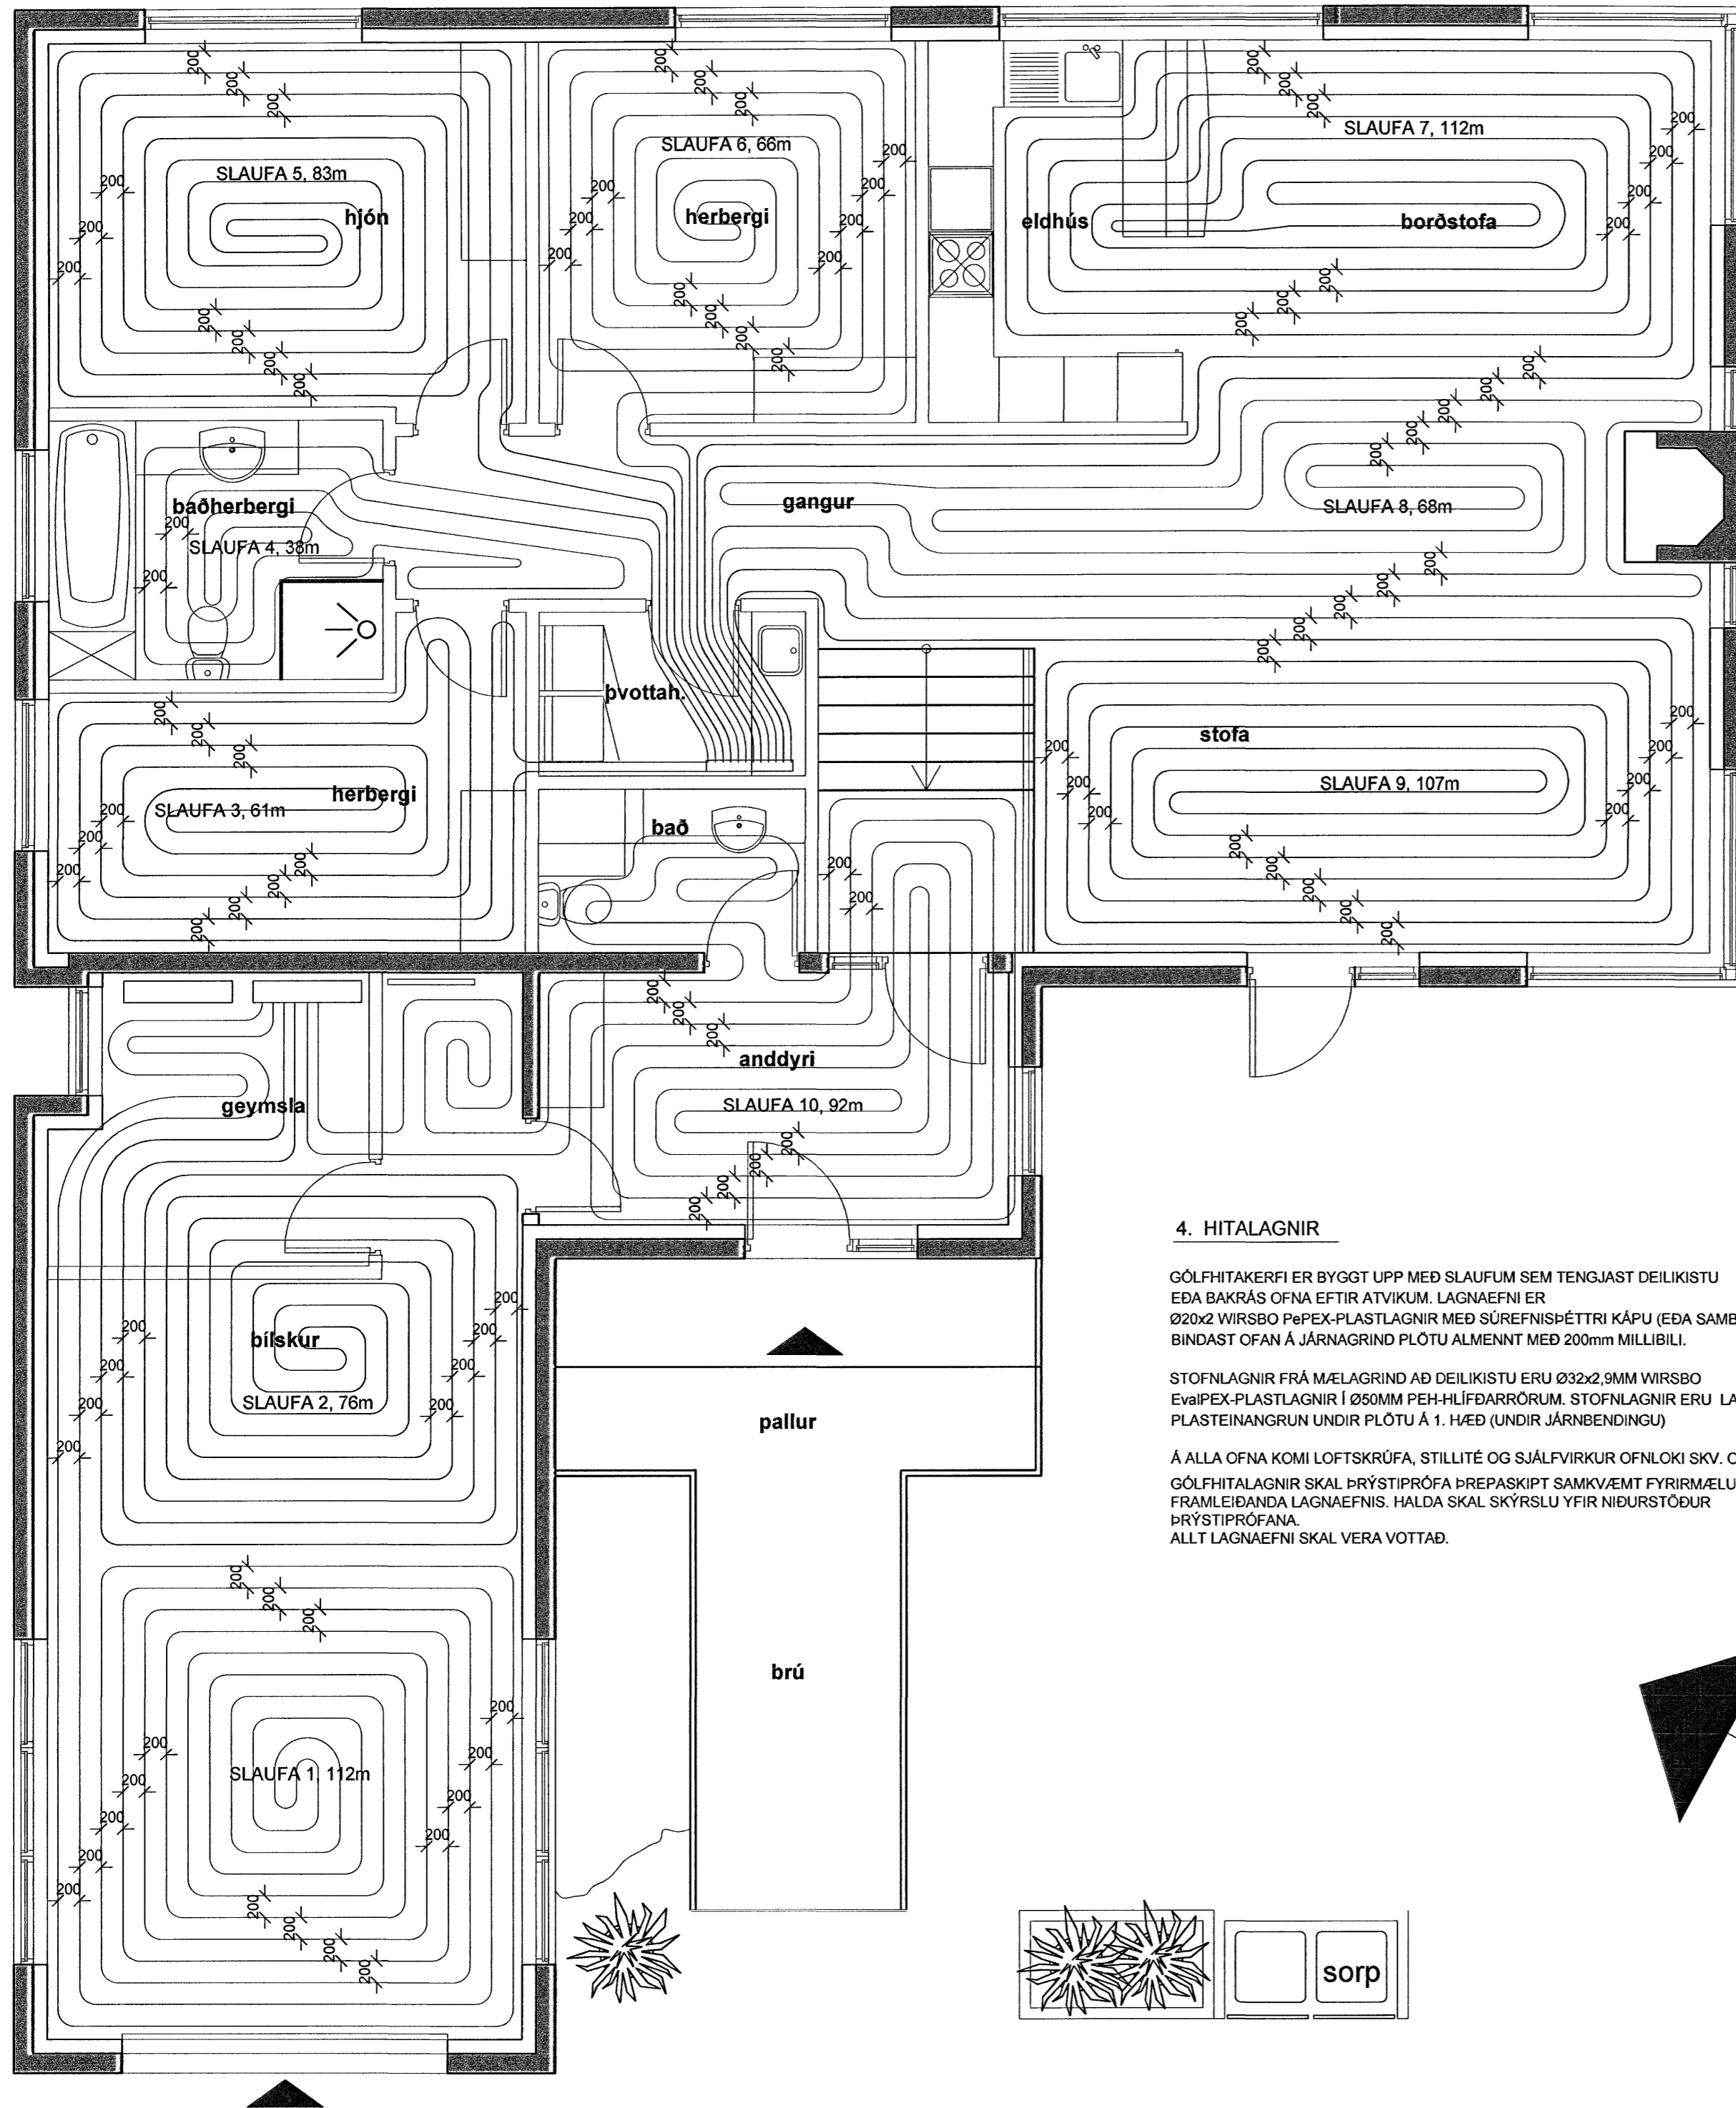 SLAUFA 5, 83m
hjón
SLAUFA 6, 66m
herbergi
SLAUFA 7, 112m
eldhús
borðstofa
baðherbergi
SLAUFA 4, 38m
gangur
SLAUFA 8, 68m
þvottah.
stofa
SLAUFA 9, 107m
herbergi
SLAUFA 3, 61m
bað
anddyri
SLAUFA 10, 92m
geymsla
bílskur
SLAUFA 2, 76m
pallur
brú
SLAUFA 1, 112m
sorp
200
4. HITALAGNIR
GÓLFHITAKERFI ER BYGGT UPP MEÐ SLAUFUM SEM TENGJAST DEILIKISTU
EÐA BAKRÁS OFNA EFTIR ATVIKUM. LAGNAEFNI ER
Ø20x2 WIRSBO PePEX-PLASTLAGNIR MEÐ SÚREFNISÞÉTTRI KÁPU (EÐA SAMB
BINDAST OFAN Á JÁRNAGRIND PLÖTU ALMENNT MEÐ 200mm MILLIBILI.
STOFNLAGNIR FRÁ MÆLAGRIND AÐ DEILIKISTU ERU Ø32x2,9MM WIRSBO
EvalPEX-PLASTLAGNIR Í Ø50MM PEH-HLÍFÐARRÖRUM. STOFNLAGNIR ERU LA
PLASTEINANGRUN UNDIR PLÖTU Á 1. HÆÐ (UNDIR JÁRNBENDINGU)
Á ALLA OFNA KOMI LOFTSKRÚFA, STILLITÉ OG SJÁLFVIRKUR OFNLOKI SKV. O
GÓLFHITALAGNIR SKAL ÞRÝSTIPRÓFA ÞREPASKIPT SAMKVÆMT FYRIRMÆLU
FRAMLEIÐANDA LAGNAEFNIS. HALDA SKAL SKÝRSLU YFIR NIÐURSTÖÐUR
ÞRÝSTIPRÓFANA.
ALLT LAGNAEFNI SKAL VERA VOTTAÐ.